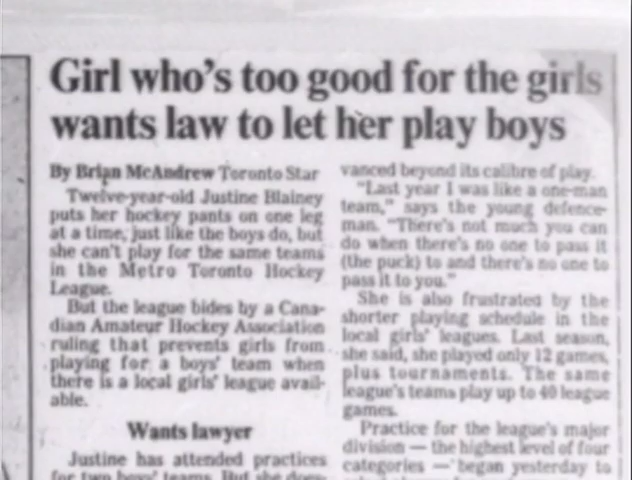 Girl who's too good for the girls
wants law to let her play boys
By Brian McAndrew Toronto Star
Twelve-year-old Justine Blainey
puts her hockey pants on one leg
at a time, just like the boys do, but
she can't play for the same teams
in the Metro Toronto Hockey
League.
But the league bides by a Cana-
dian Amateur Hockey Association
ruling that prevents girls from
playing for a boys' team when
there is a local girls' league avail-
able.
Wants lawyer
Justine has attended practices
for two boys' teams. But she does-
vanced beyond its calibre of play.
"Last year I was like a one-man
team," says the young defence-
man. "There's not much you can
do when there's no one to pass it
(the puck) to and there's no one to
pass it to you."
She is also frustrated by the
shorter playing schedule in the
local girls' leagues. Last season,
she said, she played only 12 games,
plus tournaments. The same
league's teams play up to 40 league
games.
Practice for the league's major
division — the highest level of four
categories — began yesterday to